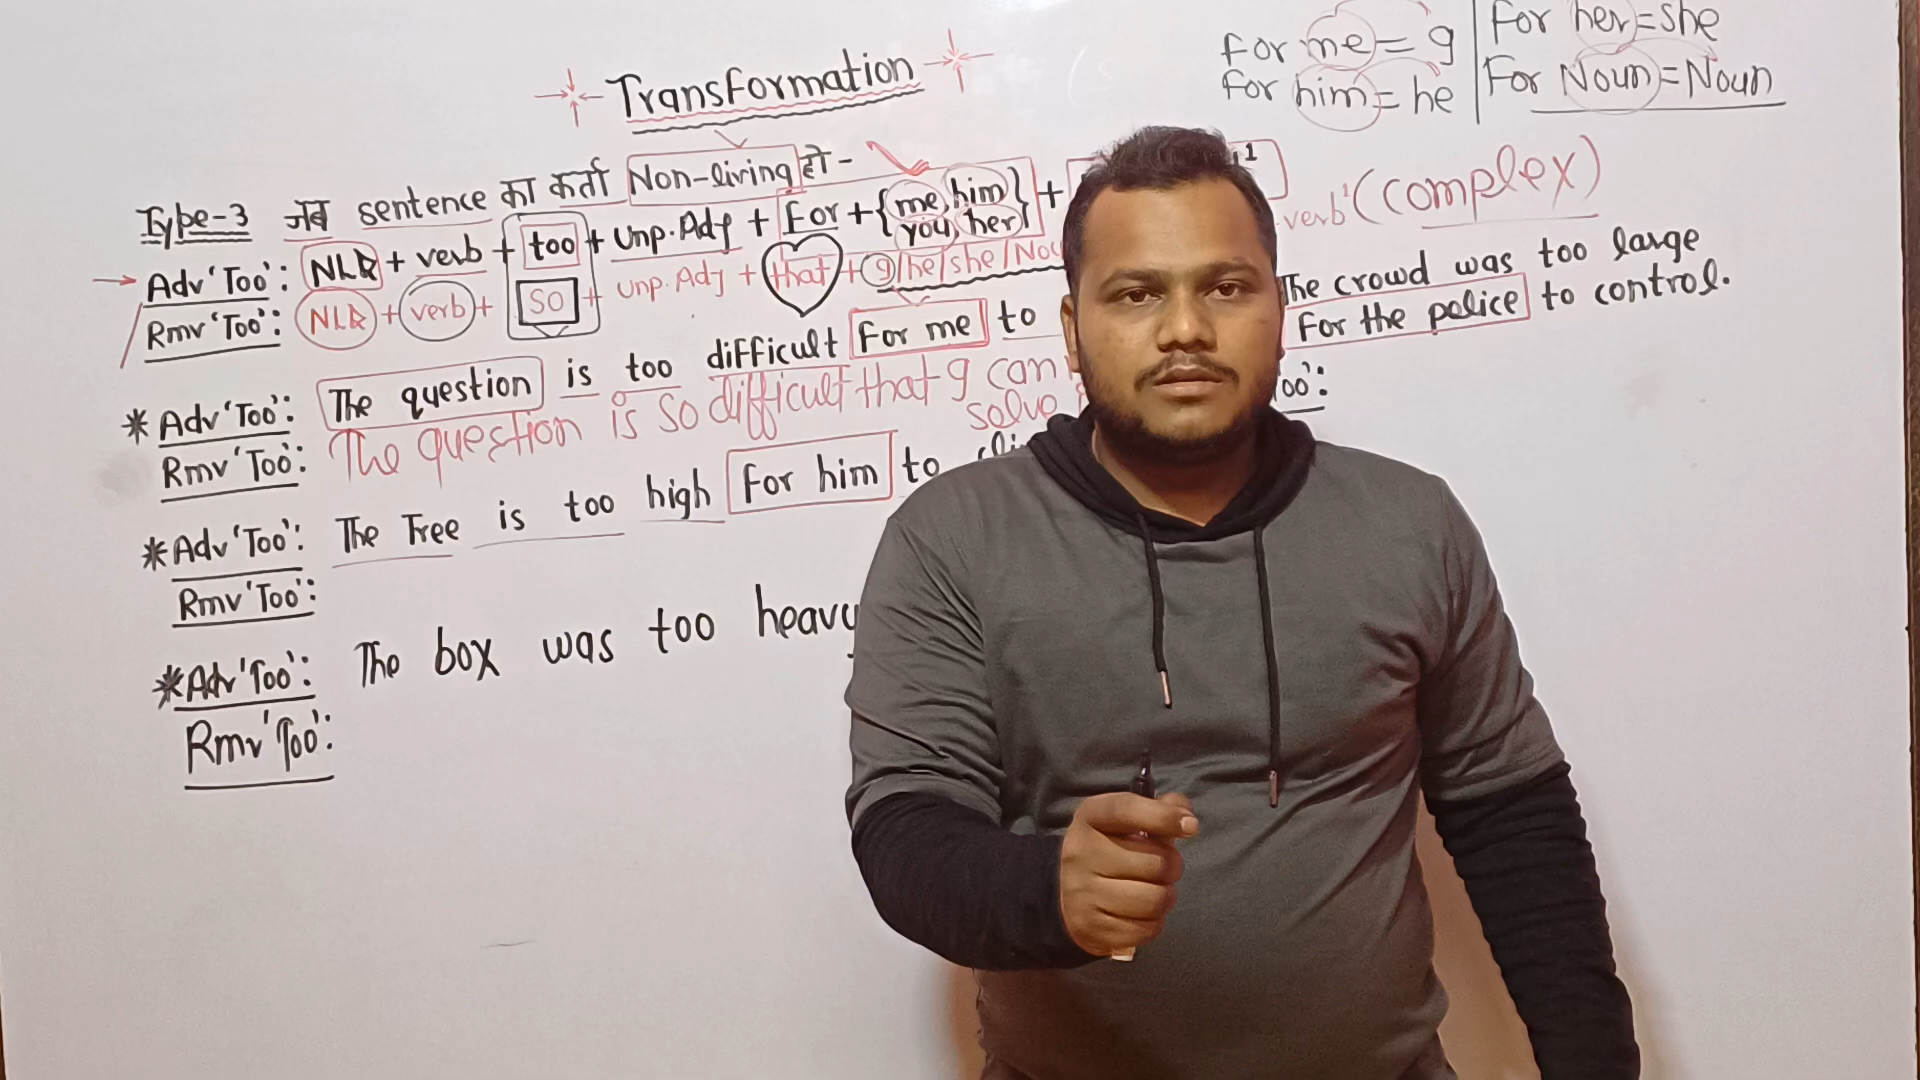 Transformation
For me = I
For him = he
For her = she
For Noun = Noun
Type-3 जब sentence का कर्ता Non-living हो -
Adv 'Too': NLA + verb + too + Unp. Adj + For + {me, him you, her} +
Rmv 'Too': NLA + verb + so + unp. Adj + that + I/he/she/
verb¹ (complex)
* Adv 'Too': The question is too difficult For me to
Rmv 'Too': The question is so difficult that I can
solve
* Adv 'Too': The Tree is too high For him to
Rmv 'Too':
* Adv 'Too': The box was too heavy
Rmv 'Too':
The crowd was too large
For the police to control.